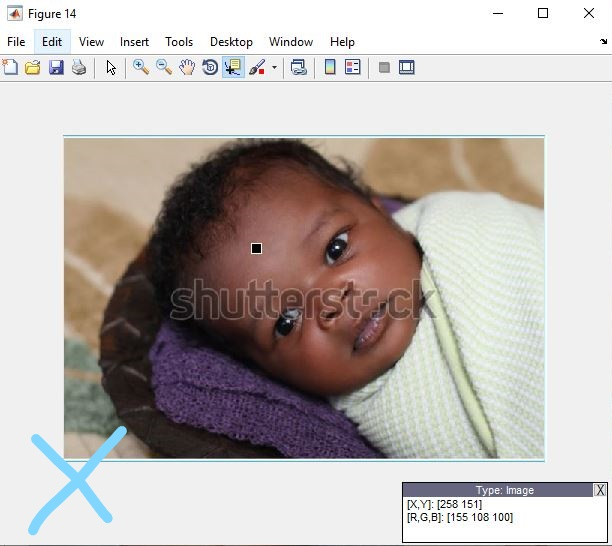 Figure 14
File Edit View Insert Tools Desktop Window Help
shutterstock
Type: Image X
[X,Y]: [258 151]
[R,G,B]: [155 108 100]